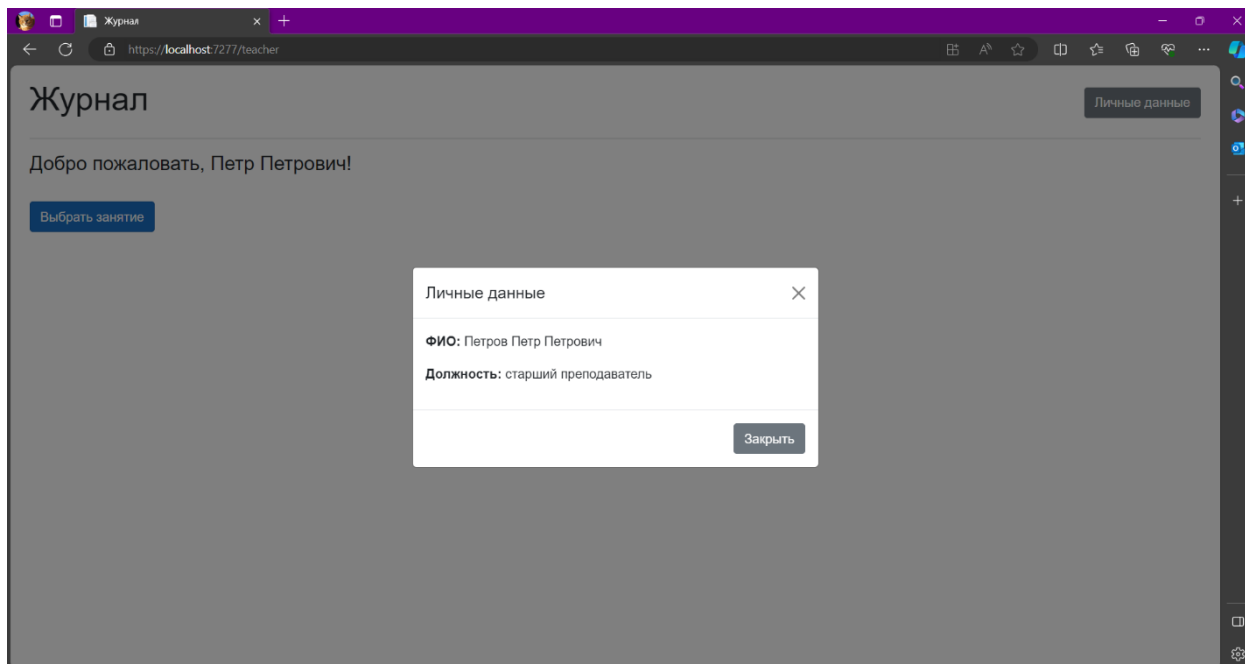 Журнал
https://localhost:7277/teacher
Журнал
Личные данные
Добро пожаловать, Петр Петрович!
Выбрать занятие
Личные данные
ФИО: Петров Петр Петрович
Должность: старший преподаватель
Закрыть